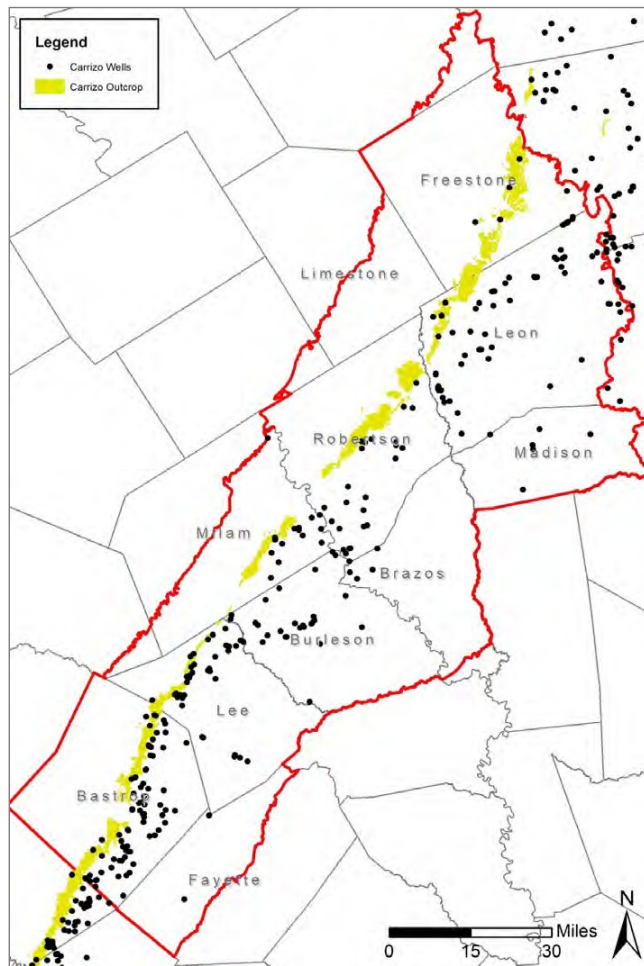 Legend
Carrizo Wells
Carrizo Outcrop
Freestone
Limestone
Leon
Robertson
Madison
Milam
Brazos
Burleson
Lee
Bastrop
Fayette
N
Miles
0 15 30